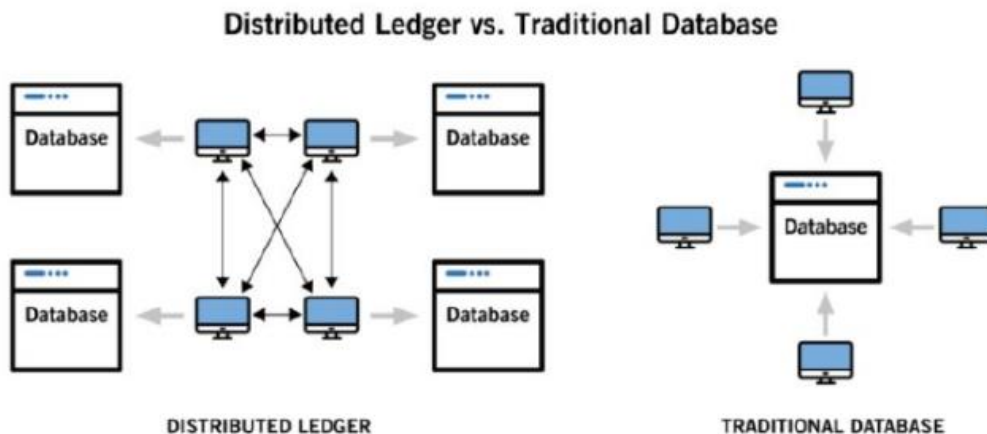 Distributed Ledger vs. Traditional Database
Database
Database
Database
Database
Database
DISTRIBUTED LEDGER
TRADITIONAL DATABASE